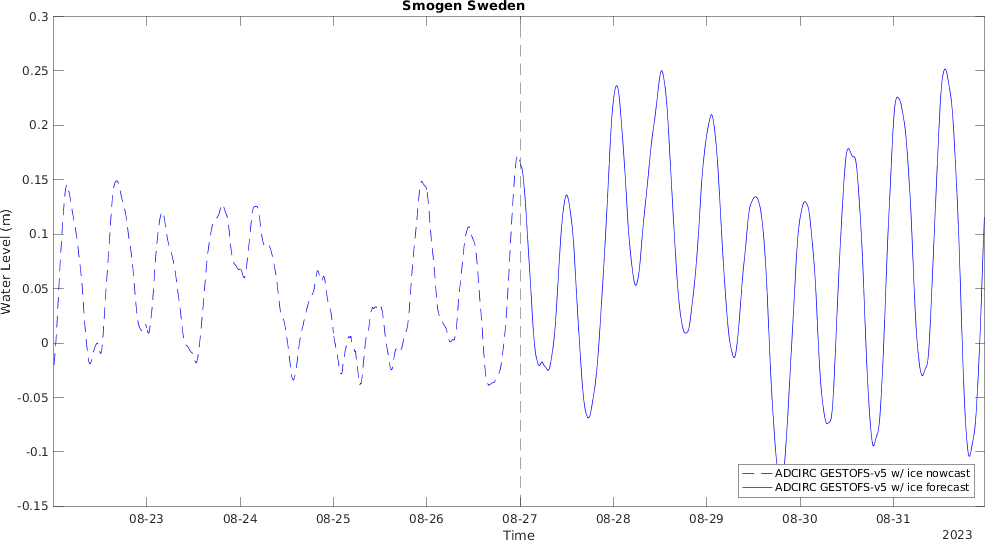 Smogen Sweden
0.3
0.25
0.2
0.15
0.1
0.05
0
-0.05
-0.1
-0.15
Water Level (m)
ADCIRC GESTOFS-v5 w/ ice nowcast
ADCIRC GESTOFS-v5 w/ ice forecast
08-23 08-24 08-25 08-26 08-27 08-28 08-29 08-30 08-31
Time
2023